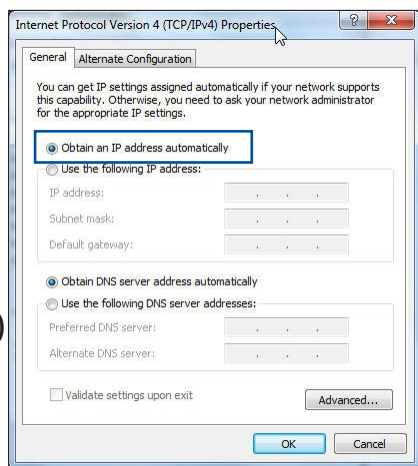 Internet Protocol Version 4 (TCP/IPv4) Properties
General Alternate Configuration
You can get IP settings assigned automatically if your network supports
this capability. Otherwise, you need to ask your network administrator
for the appropriate IP settings.
Obtain an IP address automatically
Use the following IP address:
IP address:
Subnet mask:
Default gateway:
Obtain DNS server address automatically
Use the following DNS server addresses:
Preferred DNS server:
Alternate DNS server:
Validate settings upon exit
Advanced...
OK Cancel